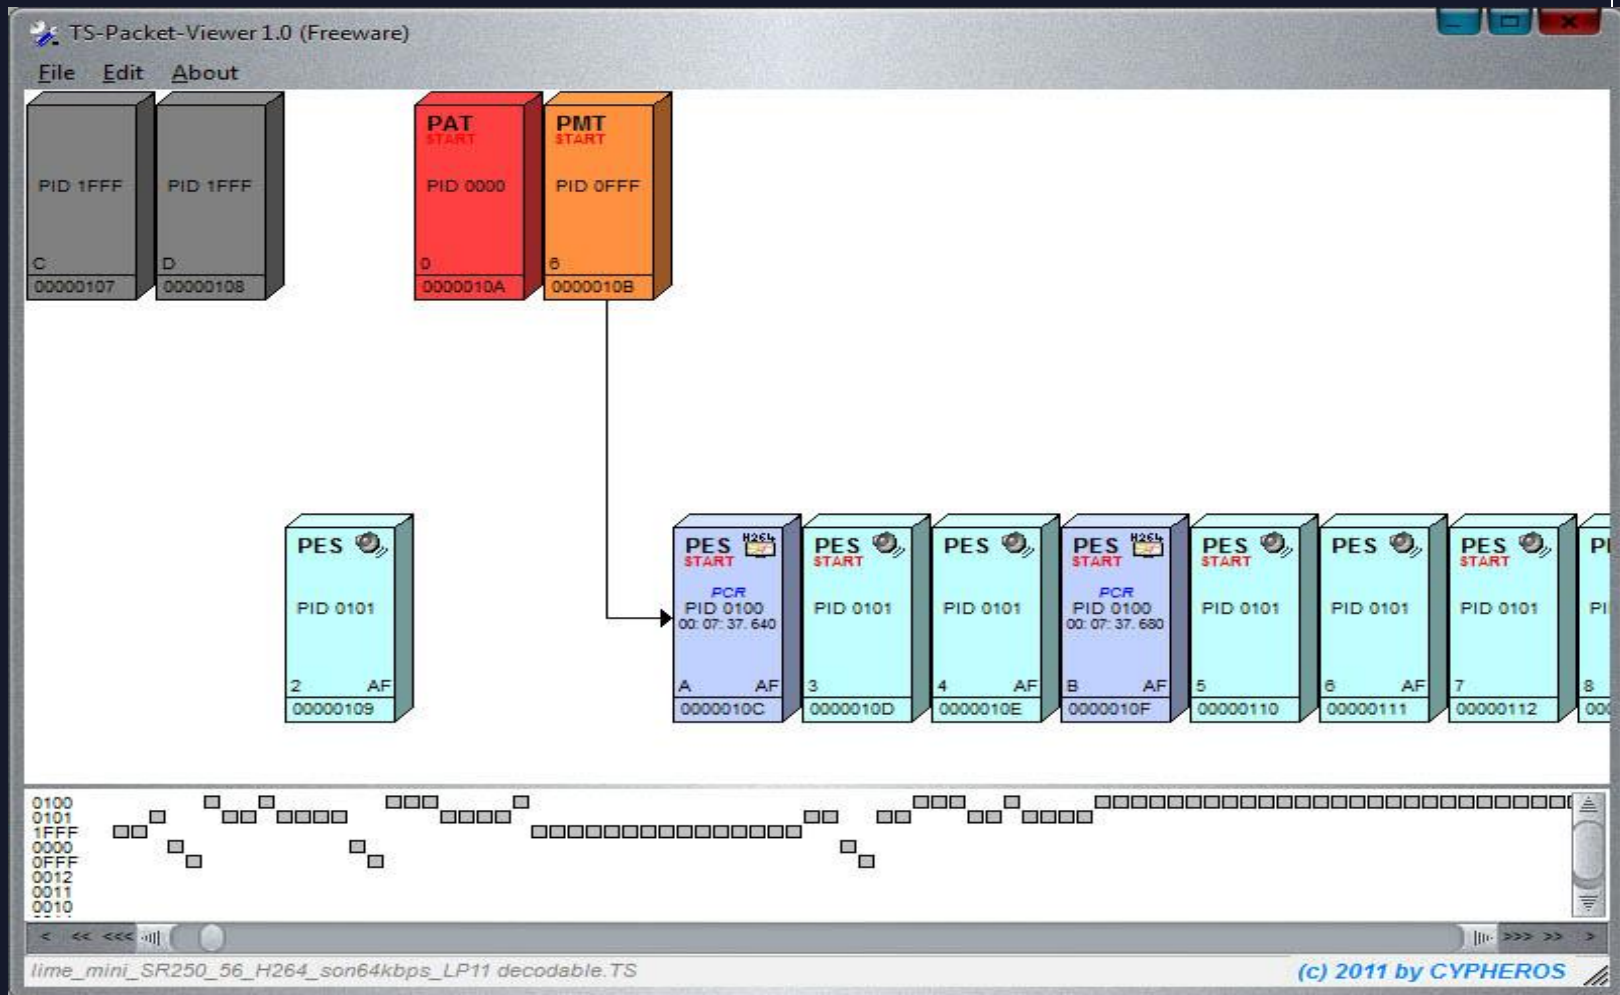 TS-Packet-Viewer 1.0 (Freeware)
File Edit About
PID 1FFF
C
00000107
PID 1FFF
D
00000108
PAT
START
PID 0000
0
0000010A
PMT
START
PID 0FFF
6
0000010B
PES
PID 0101
2 AF
00000109
PES H264
START
PCR
PID 0100
00: 07: 37. 640
A AF
0000010C
PES
START
PID 0101
3
0000010D
PES
PID 0101
4 AF
0000010E
PES H264
START
PCR
PID 0100
00: 07: 37. 680
B AF
0000010F
PES
START
PID 0101
5
00000110
PES
PID 0101
6 AF
00000111
PES
START
PID 0101
7
00000112
8
0100
0101
1FFF
0000
0FFF
0012
0011
0010
< << <<< >>> >> >
lime_mini_SR250_56_H264_son64kbps_LP11 decodable.TS
(c) 2011 by CYPHEROS